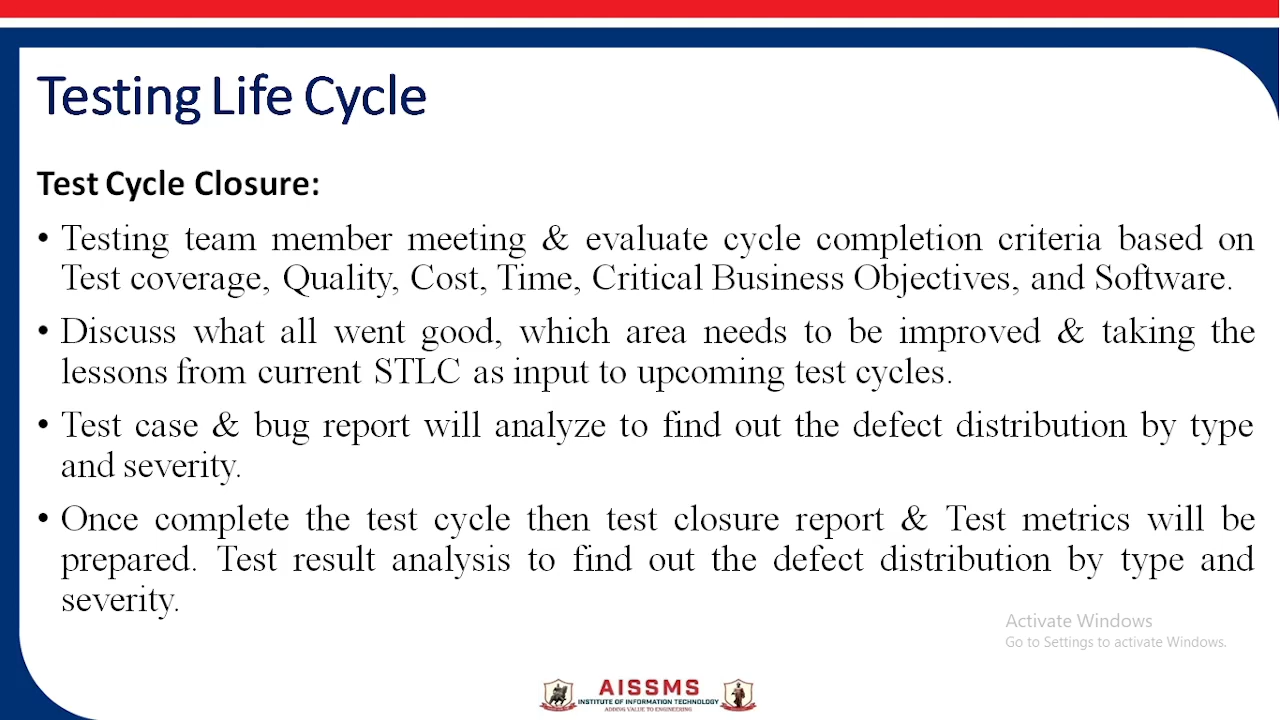 Testing Life Cycle
Test Cycle Closure:
• Testing team member meeting & evaluate cycle completion criteria based on
Test coverage, Quality, Cost, Time, Critical Business Objectives, and Software.
• Discuss what all went good, which area needs to be improved & taking the
lessons from current STLC as input to upcoming test cycles.
• Test case & bug report will analyze to find out the defect distribution by type
and severity.
• Once complete the test cycle then test closure report & Test metrics will be
prepared. Test result analysis to find out the defect distribution by type and
severity.
Activate Windows
Go to Settings to activate Windows.
AISSMS
INSTITUTE OF INFORMATION TECHNOLOGY
ADDING VALUE TO ENGINEERING